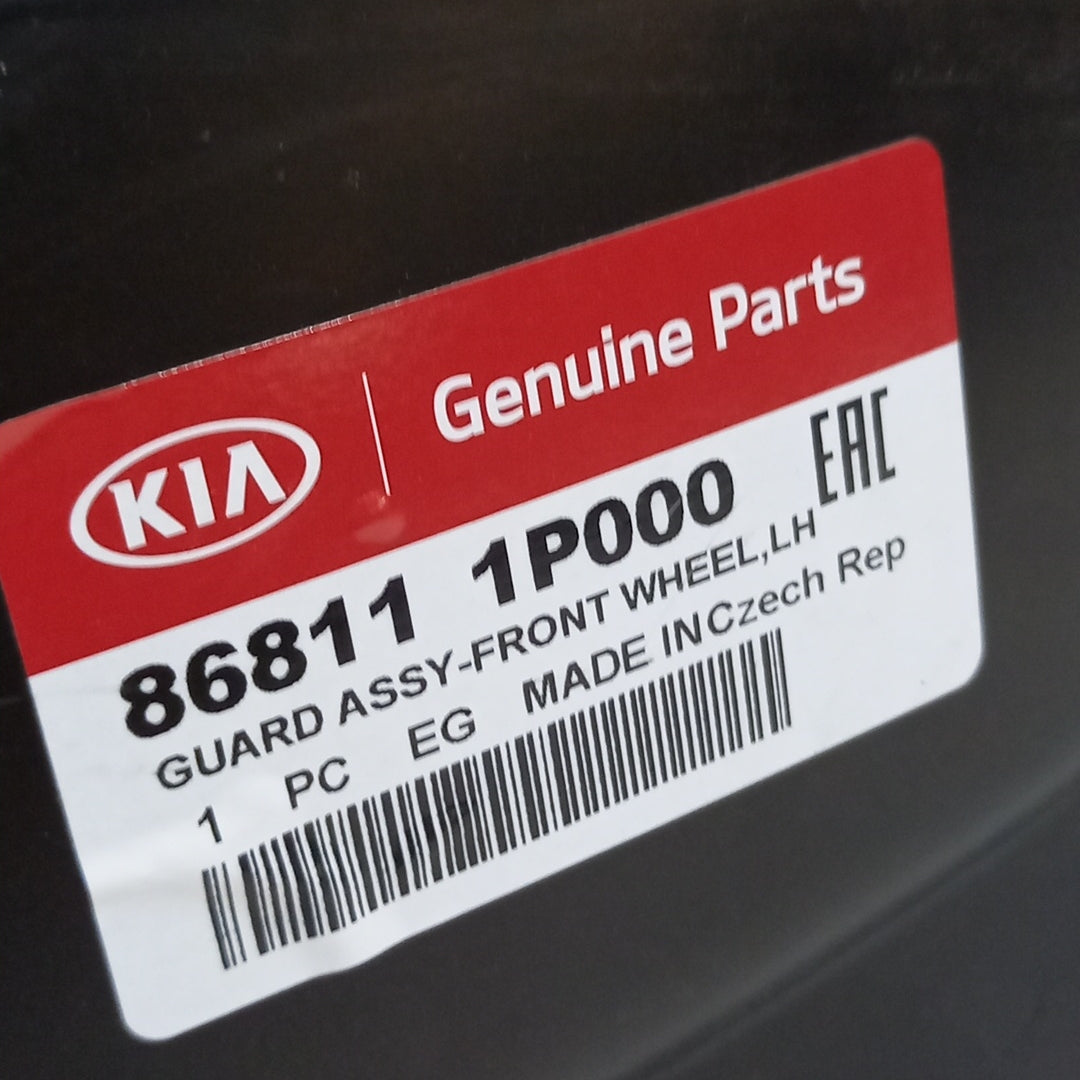 KIA Genuine Parts
86811 1P000 EAC
GUARD ASSY-FRONT WHEEL,LH
1 PC EG MADE IN Czech Rep